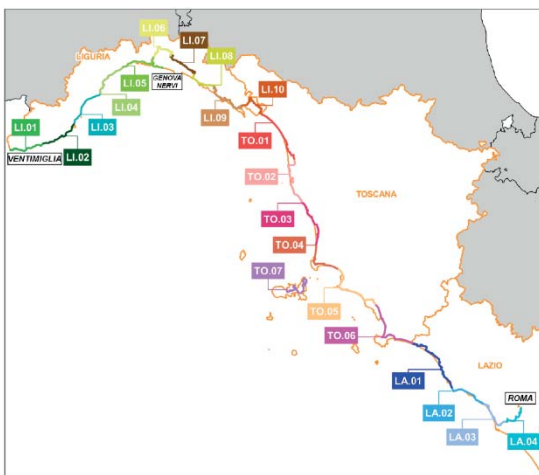 LI.06
LI.07
LIGURIA
LI.08
LI.05
GENOVA
NERVI
LI.10
LI.04
LI.09
LI.01
LI.03
TO.01
VENTIMIGLIA
LI.02
TO.02
TOSCANA
TO.03
TO.04
TO.07
TO.05
TO.06
LAZIO
LA.01
ROMA
LA.02
LA.03
LA.04